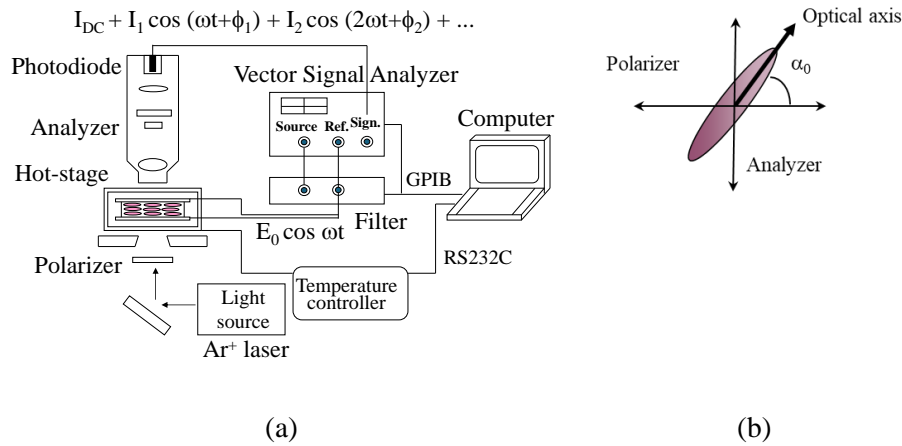 I_DC + I_1 cos (ωt+ϕ_1) + I_2 cos (2ωt+ϕ_2) + ...
Photodiode
Analyzer
Hot-stage
Polarizer
Vector Signal Analyzer
Source Ref. Sign.
Filter
GPIB
Computer
E_0 cos ωt
RS232C
Temperature
controller
Light
source
Ar⁺ laser
(a)
Optical axis
Polarizer
α_0
Analyzer
(b)